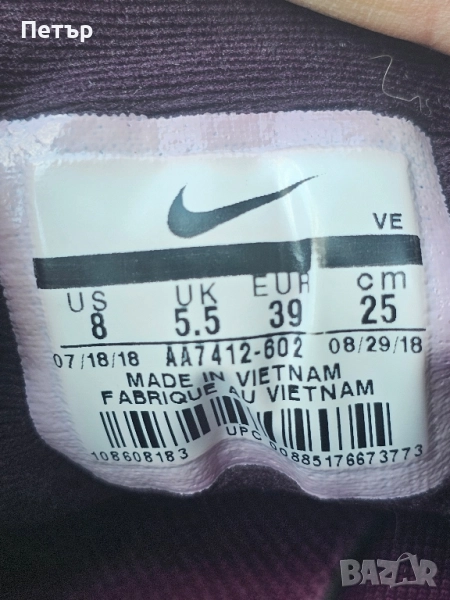 Петър
VE
US UK EUR cm
8 5.5 39 25
07/18/18 AA7412-602 08/29/18
MADE IN VIETNAM
FABRIQUE AU VIETNAM
108608183 UPC 00885176673773
BAZAR